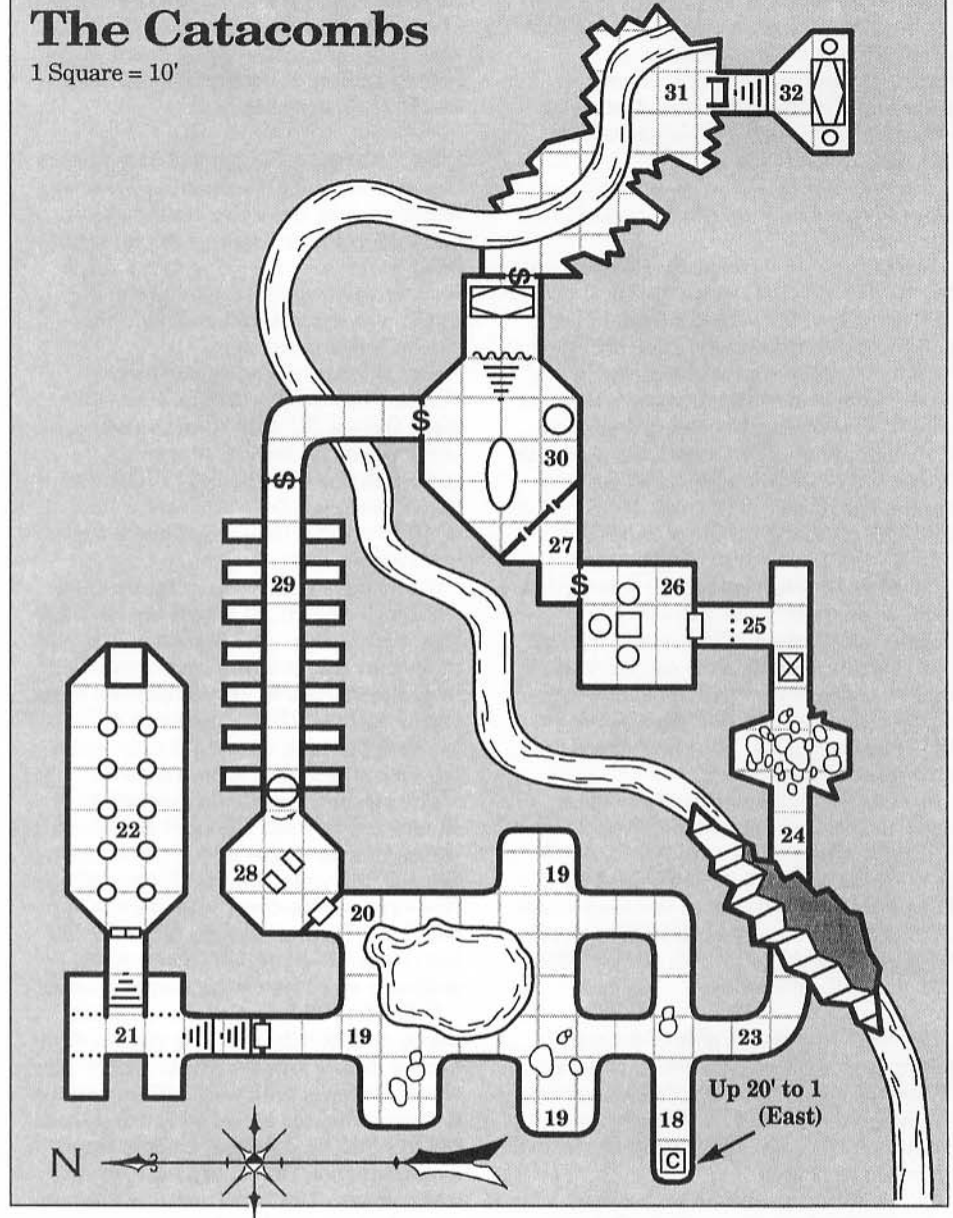 The Catacombs
1 Square = 10'
31
32
S
S
30
S
27
S
26
29
25
22
24
28
19
20
21
19
23
Up 20' to 1
(East)
19
18
C
N